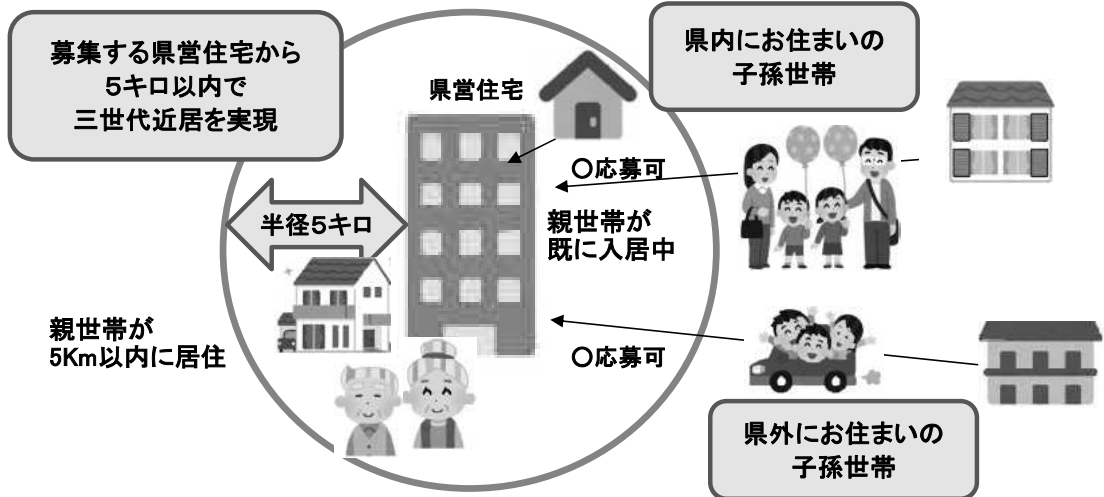 募集する県営住宅から
５キロ以内で
三世代近居を実現
県営住宅
県内にお住まいの
子孫世帯
〇応募可
半径５キロ
親世帯が
既に入居中
親世帯が
5Km以内に居住
〇応募可
県外にお住まいの
子孫世帯